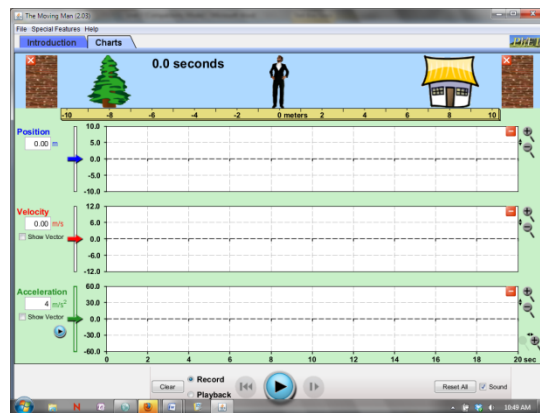 The Moving Man (2.03)
File Special Features Help
Introduction Charts
PhET
0.0 seconds
-10 -8 -6 -4 -2 0 meters 2 4 6 8 10
Position
0.00 m
10.0
5.0
0.0
-5.0
-10.0
Velocity
0.00 m/s
Show Vector
12.0
6.0
0.0
-6.0
-12.0
Acceleration
4 m/s²
Show Vector
60.0
30.0
0.0
-30.0
-60.0
0 2 4 6 8 10 12 14 16 18 20 sec
Clear
Record
Playback
Reset All
Sound
10:49 AM